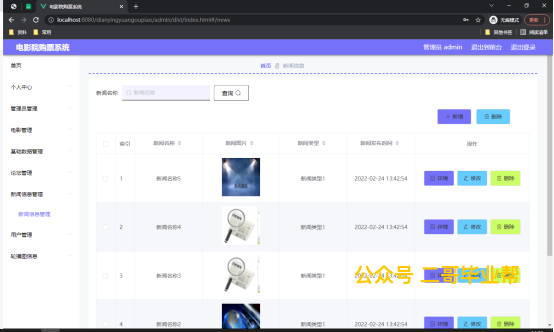 电影院购票系统
localhost:8080/dianyingyuangoupiao/admin/dist/index.html#/news
无痕模式
更新
资料
常用
其他书签
阅读清单
电影院购票系统
管理员 admin
退出到前台
退出登录
首页
个人中心
管理员管理
电影管理
基础数据管理
论坛管理
新闻信息管理
新闻信息管理
用户管理
轮播图信息
首页 新闻信息
新闻名称 新闻名称 查询
新增 删除
索引 新闻名称 新闻图片 新闻类型 新闻发布时间 操作
1 新闻名称5 新闻类型1 2022-02-24 13:42:54 详情 修改 删除
2 新闻名称4 新闻类型1 2022-02-24 13:42:54 详情 修改 删除
3 新闻名称3 新闻类型1 2022-02-24 13:42:54
公众号 二哥毕业帮
4 新闻名称2 新闻类型1 2022-02-24 13:42:54 详情 修改 删除